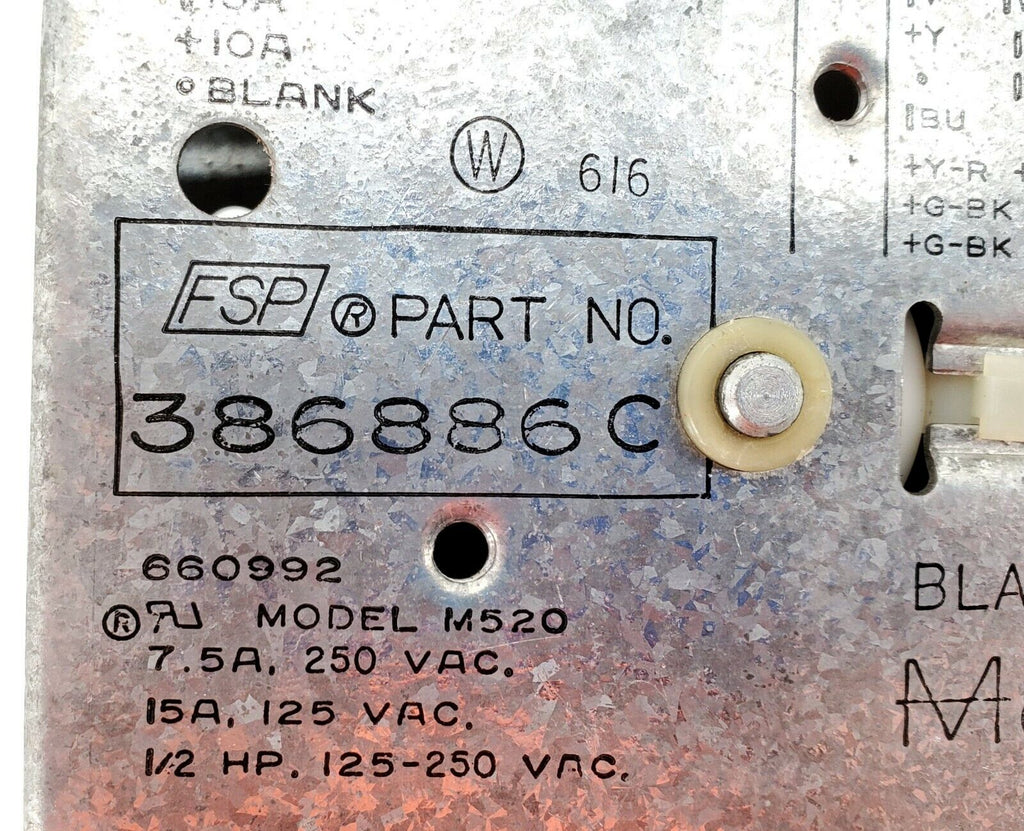 +10A
°BLANK
W 616
FSP ® PART NO.
386886C
660992
® RU MODEL M520
7.5A, 250 VAC.
15A, 125 VAC.
1/2 HP. 125-250 VAC.
+Y
BU
+Y-R +
+G-BK
+G-BK